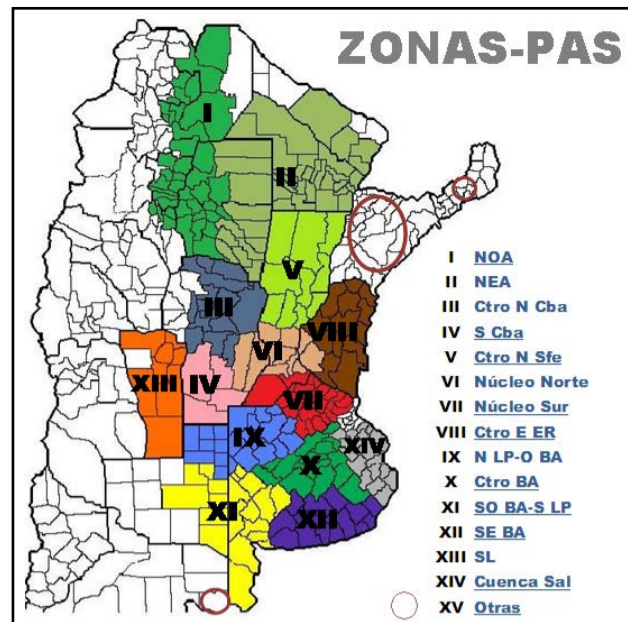 ZONAS-PAS
I
II
V
III
VIII
VI
IV
XIII
VII
IX
XIV
X
XI
XII
I NOA
II NEA
III Ctro N Cba
IV S Cba
V Ctro N Sfe
VI Núcleo Norte
VII Núcleo Sur
VIII Ctro E ER
IX N LP-O BA
X Ctro BA
XI SO BA-S LP
XII SE BA
XIII SL
XIV Cuenca Sal
XV Otras